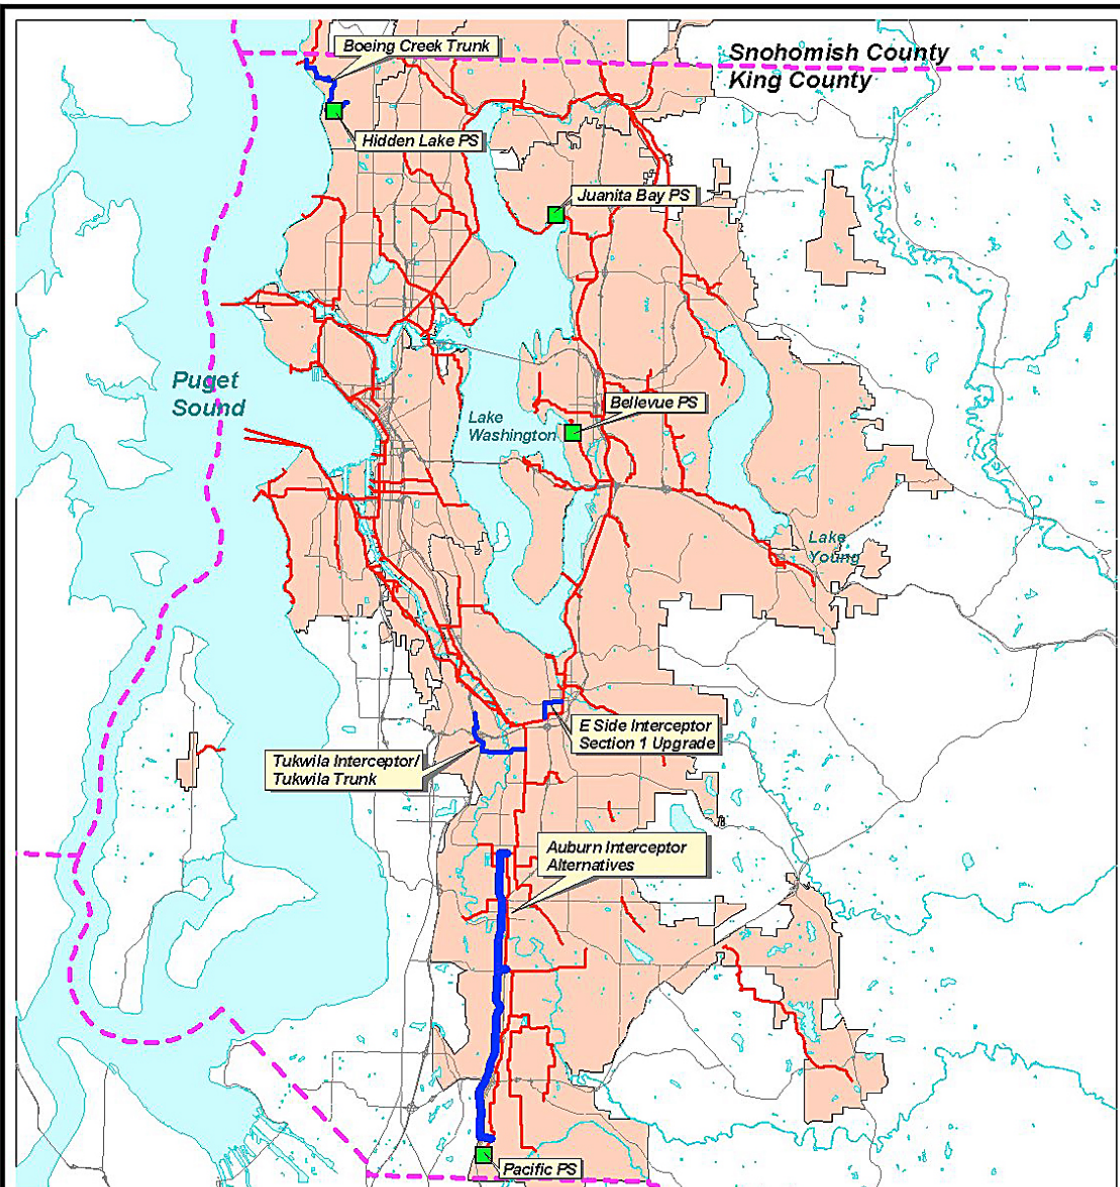 Boeing Creek Trunk
Snohomish County
King County
Hidden Lake PS
Juanita Bay PS
Puget
Sound
Bellevue PS
Lake
Washington
Lake
Young
E Side Interceptor
Section 1 Upgrade
Tukwila Interceptor/
Tukwila Trunk
Auburn Interceptor
Alternatives
Pacific PS